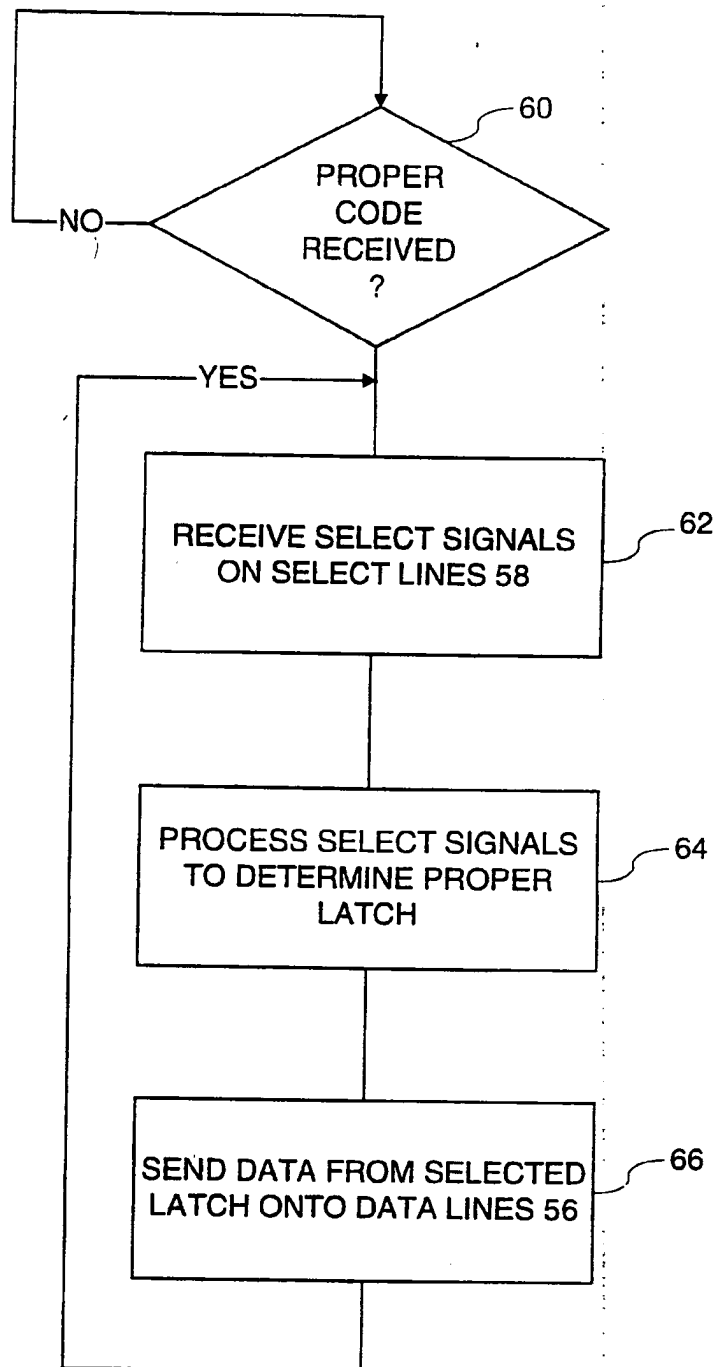 60
PROPER
CODE
RECEIVED
?
NO
YES
RECEIVE SELECT SIGNALS
ON SELECT LINES 58
62
PROCESS SELECT SIGNALS
TO DETERMINE PROPER
LATCH
64
SEND DATA FROM SELECTED
LATCH ONTO DATA LINES 56
66